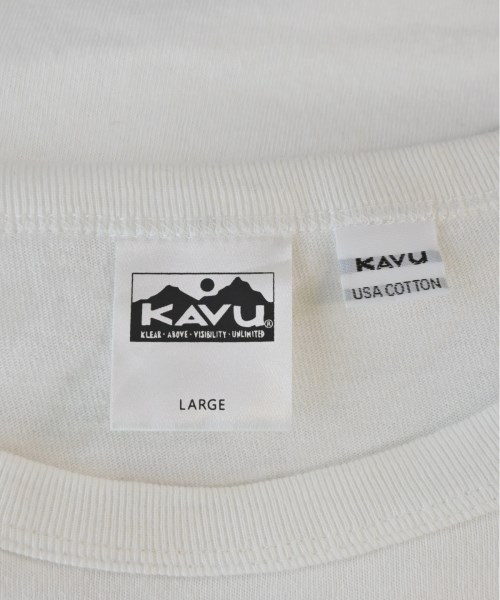 KAVU®
KLEAR · ABOVE · VISIBILITY · UNLIMITED
LARGE
KAVU
USA COTTON